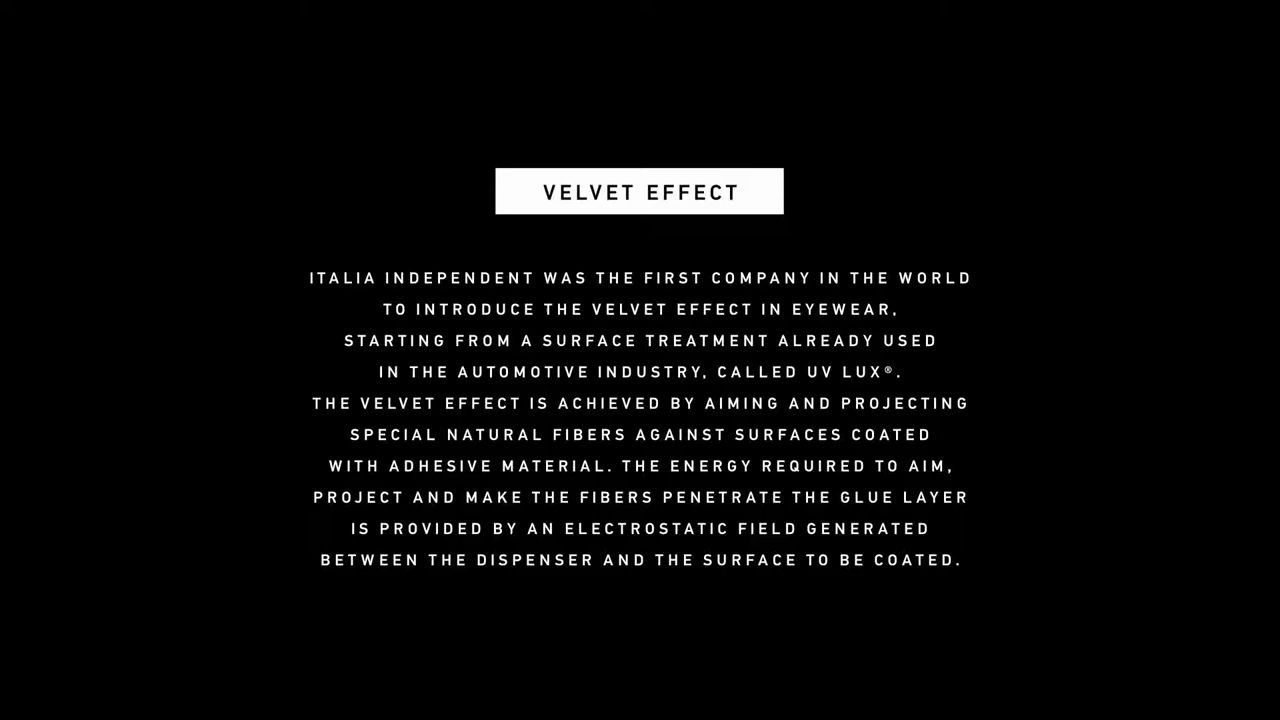 VELVET EFFECT
ITALIA INDEPENDENT WAS THE FIRST COMPANY IN THE WORLD
TO INTRODUCE THE VELVET EFFECT IN EYEWEAR,
STARTING FROM A SURFACE TREATMENT ALREADY USED
IN THE AUTOMOTIVE INDUSTRY, CALLED UV LUX®.
THE VELVET EFFECT IS ACHIEVED BY AIMING AND PROJECTING
SPECIAL NATURAL FIBERS AGAINST SURFACES COATED
WITH ADHESIVE MATERIAL. THE ENERGY REQUIRED TO AIM,
PROJECT AND MAKE THE FIBERS PENETRATE THE GLUE LAYER
IS PROVIDED BY AN ELECTROSTATIC FIELD GENERATED
BETWEEN THE DISPENSER AND THE SURFACE TO BE COATED.